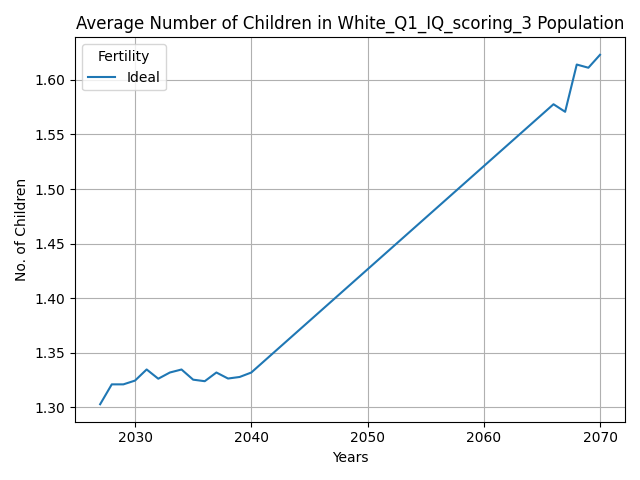 Average Number of Children in White_Q1_IQ_scoring_3 Population
Fertility
Ideal
No. of Children
1.60
1.55
1.50
1.45
1.40
1.35
1.30
2030
2040
2050
2060
2070
Years